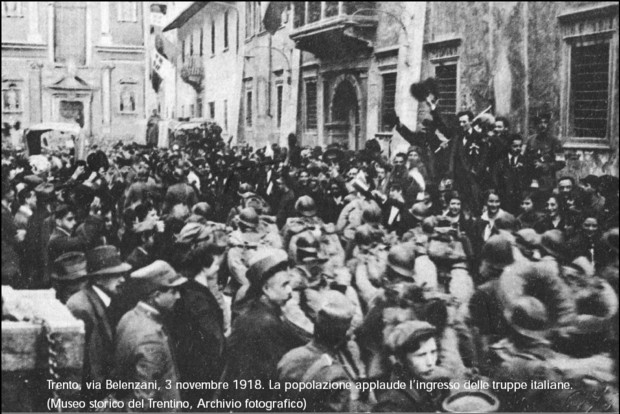 Trento, via Belenzani, 3 novembre 1918. La popolazione applaude l'ingresso delle truppe italiane.
(Museo storico del Trentino, Archivio fotografico)